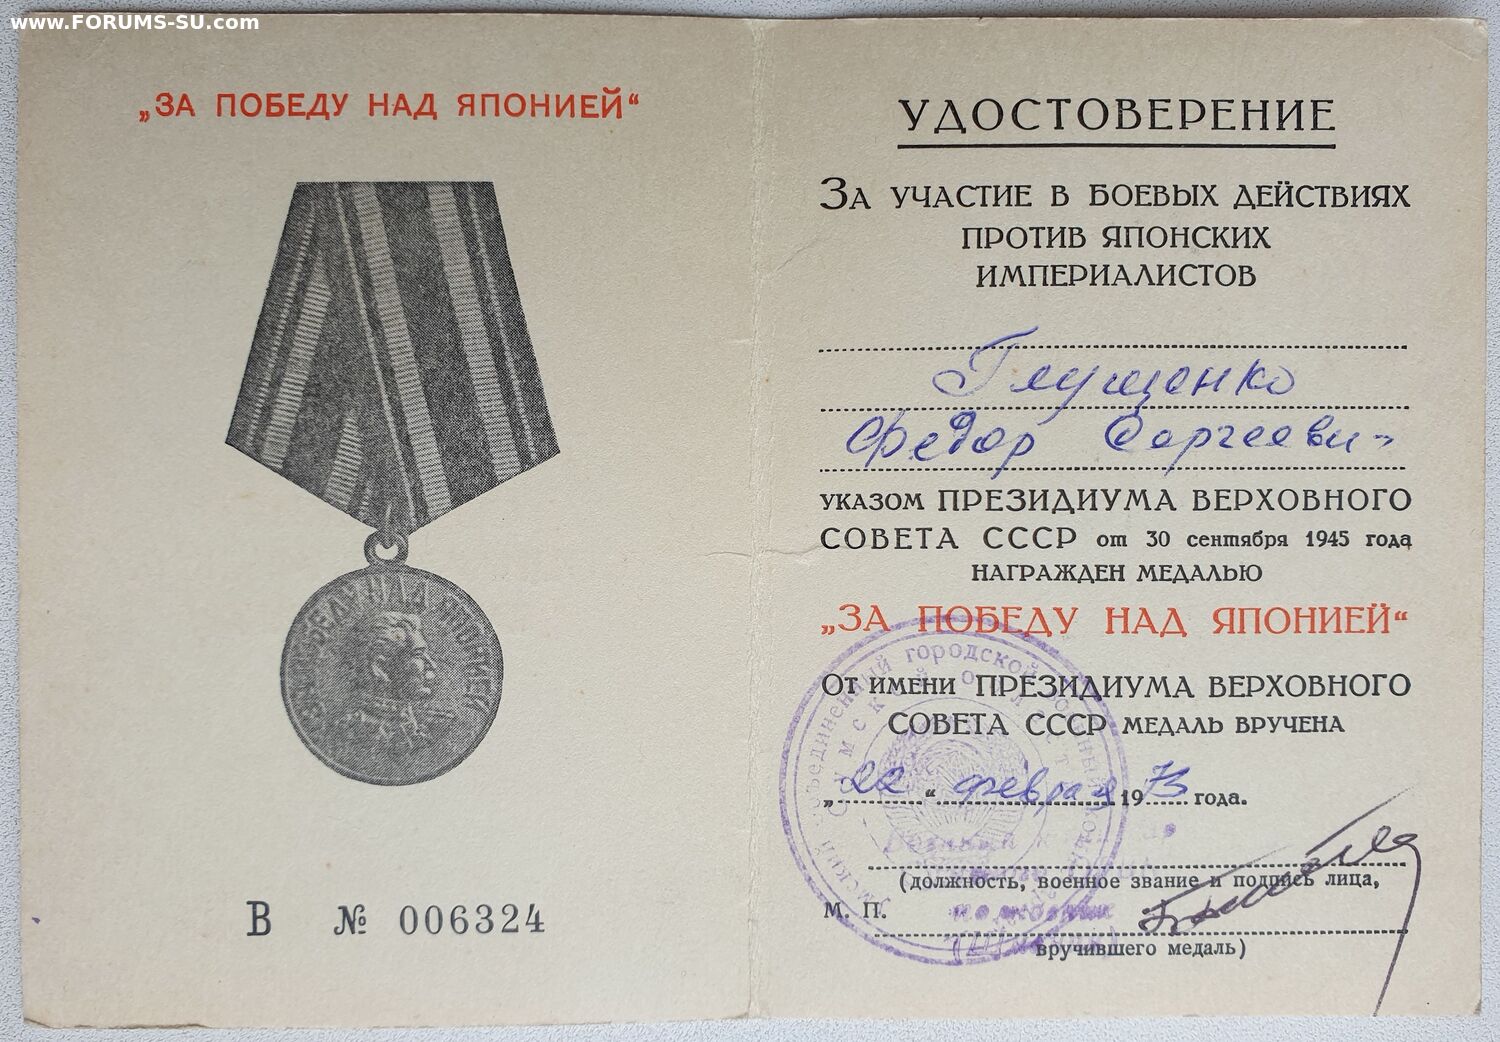 www.FORUMS-SU.com
„ЗА ПОБЕДУ НАД ЯПОНИЕЙ“
В № 006324
УДОСТОВЕРЕНИЕ
ЗА УЧАСТИЕ В БОЕВЫХ ДЕЙСТВИЯХ
ПРОТИВ ЯПОНСКИХ
ИМПЕРИАЛИСТОВ
Глущенко
Федор Сергеевич
УКАЗОМ ПРЕЗИДИУМА ВЕРХОВНОГО
СОВЕТА СССР от 30 сентября 1945 года
НАГРАЖДЕН МЕДАЛЬЮ
„ЗА ПОБЕДУ НАД ЯПОНИЕЙ“
ОТ ИМЕНИ ПРЕЗИДИУМА ВЕРХОВНОГО
СОВЕТА СССР МЕДАЛЬ ВРУЧЕНА
„22“ февраля 1973 года.
(должность, военное звание и подпись лица,
М. П.
вручившего медаль)